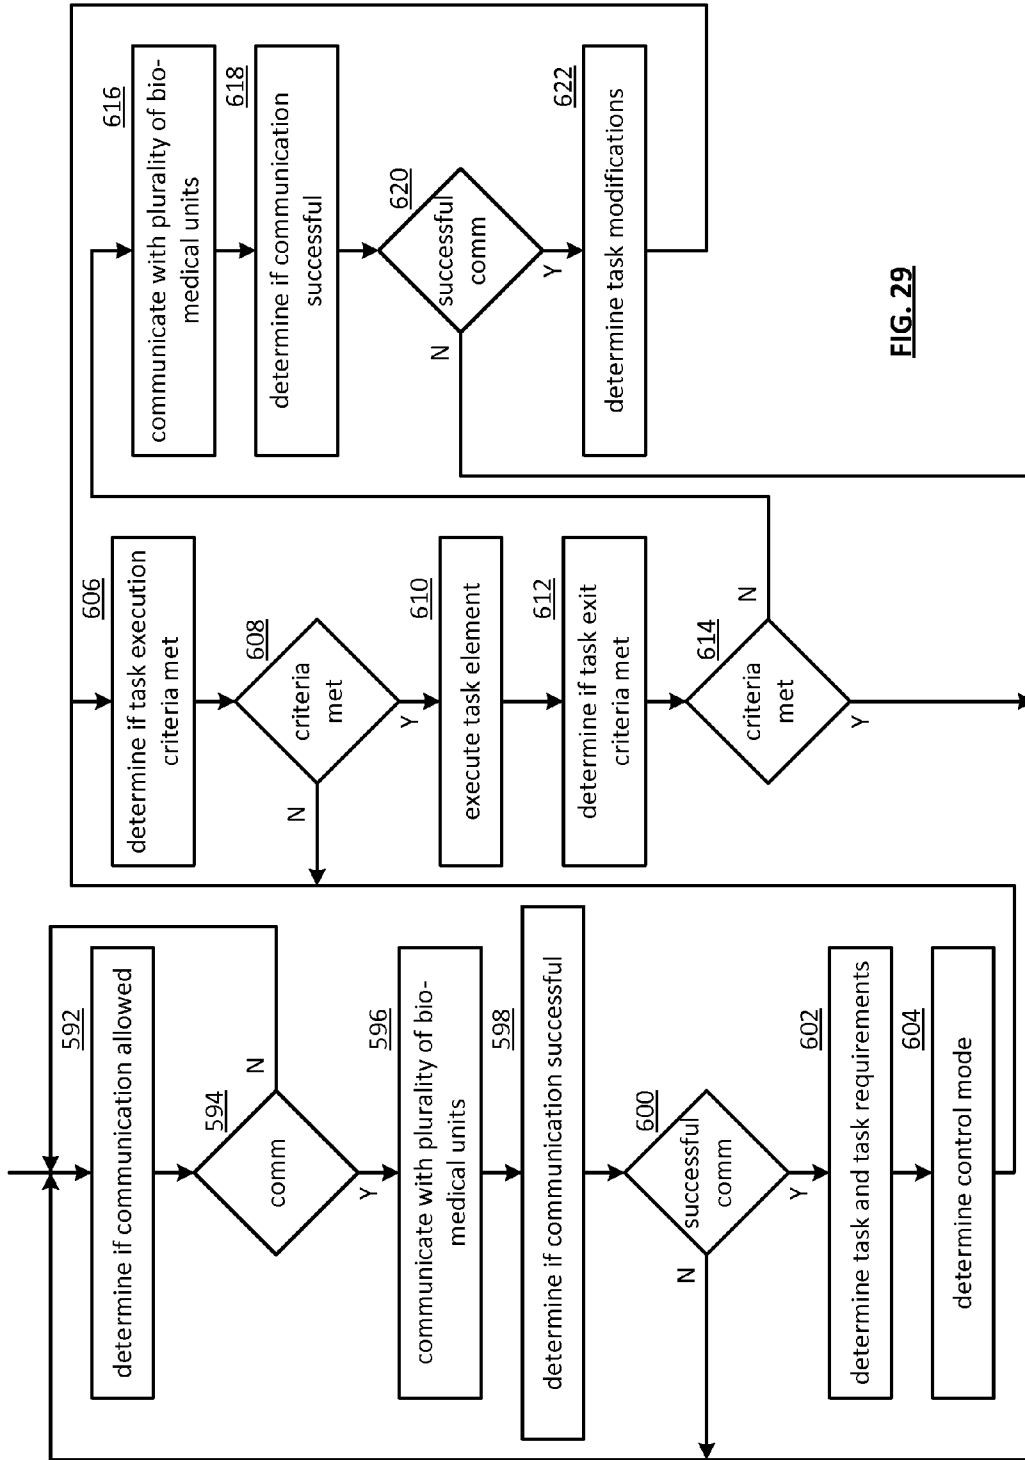 592
determine if communication allowed
594
comm
N
Y
596
communicate with plurality of bio-
medical units
598
determine if communication successful
600
successful
comm
N
Y
602
determine task and task requirements
604
determine control mode
606
determine if task execution
criteria met
608
criteria
met
N
Y
610
execute task element
612
determine if task exit
criteria met
614
criteria
met
N
Y
616
communicate with plurality of bio-
medical units
618
determine if communication
successful
620
successful
comm
N
Y
622
determine task modifications
FIG. 29